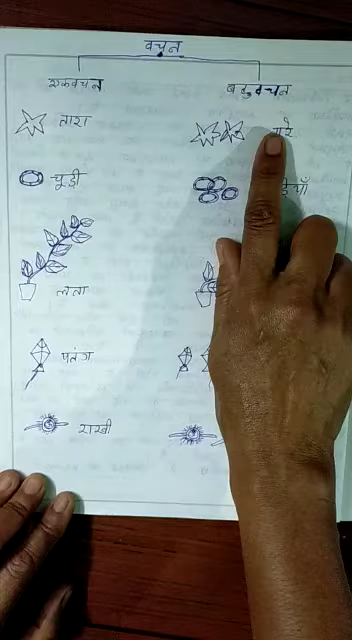 वचन
एकवचन बहुवचन
तारा
चूड़ी
लता
पतंग
राखी